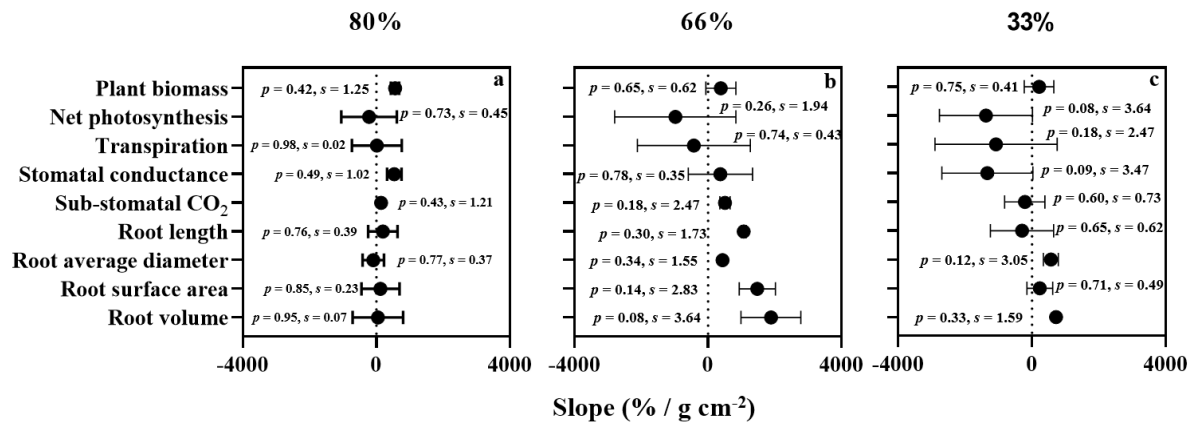 80% 66% 33%
a b c
Plant biomass p = 0.42, s = 1.25 p = 0.65, s = 0.62 p = 0.75, s = 0.41
Net photosynthesis p = 0.73, s = 0.45 p = 0.26, s = 1.94 p = 0.08, s = 3.64
Transpiration p = 0.98, s = 0.02 p = 0.74, s = 0.43 p = 0.18, s = 2.47
Stomatal conductance p = 0.49, s = 1.02 p = 0.78, s = 0.35 p = 0.09, s = 3.47
Sub-stomatal CO₂ p = 0.43, s = 1.21 p = 0.18, s = 2.47 p = 0.60, s = 0.73
Root length p = 0.76, s = 0.39 p = 0.30, s = 1.73 p = 0.65, s = 0.62
Root average diameter p = 0.77, s = 0.37 p = 0.34, s = 1.55 p = 0.12, s = 3.05
Root surface area p = 0.85, s = 0.23 p = 0.14, s = 2.83 p = 0.71, s = 0.49
Root volume p = 0.95, s = 0.07 p = 0.08, s = 3.64 p = 0.33, s = 1.59
-4000 0 4000 -4000 0 4000 -4000 0 4000
Slope (% / g cm⁻²)